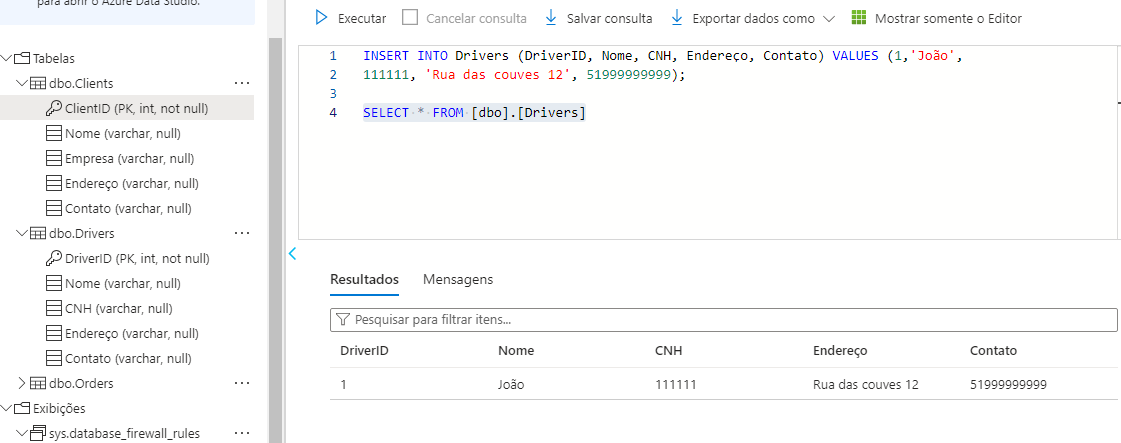 para abrir o Azure Data Studio.
Tabelas
dbo.Clients
ClientID (PK, int, not null)
Nome (varchar, null)
Empresa (varchar, null)
Endereço (varchar, null)
Contato (varchar, null)
dbo.Drivers
DriverID (PK, int, not null)
Nome (varchar, null)
CNH (varchar, null)
Endereço (varchar, null)
Contato (varchar, null)
dbo.Orders
Exibições
sys.database_firewall_rules
Executar Cancelar consulta Salvar consulta Exportar dados como Mostrar somente o Editor
1 INSERT INTO Drivers (DriverID, Nome, CNH, Endereço, Contato) VALUES (1,'João',
2 111111, 'Rua das couves 12', 51999999999);
3
4 SELECT * FROM [dbo].[Drivers]
Resultados Mensagens
Pesquisar para filtrar itens...
DriverID Nome CNH Endereço Contato
1 João 111111 Rua das couves 12 51999999999